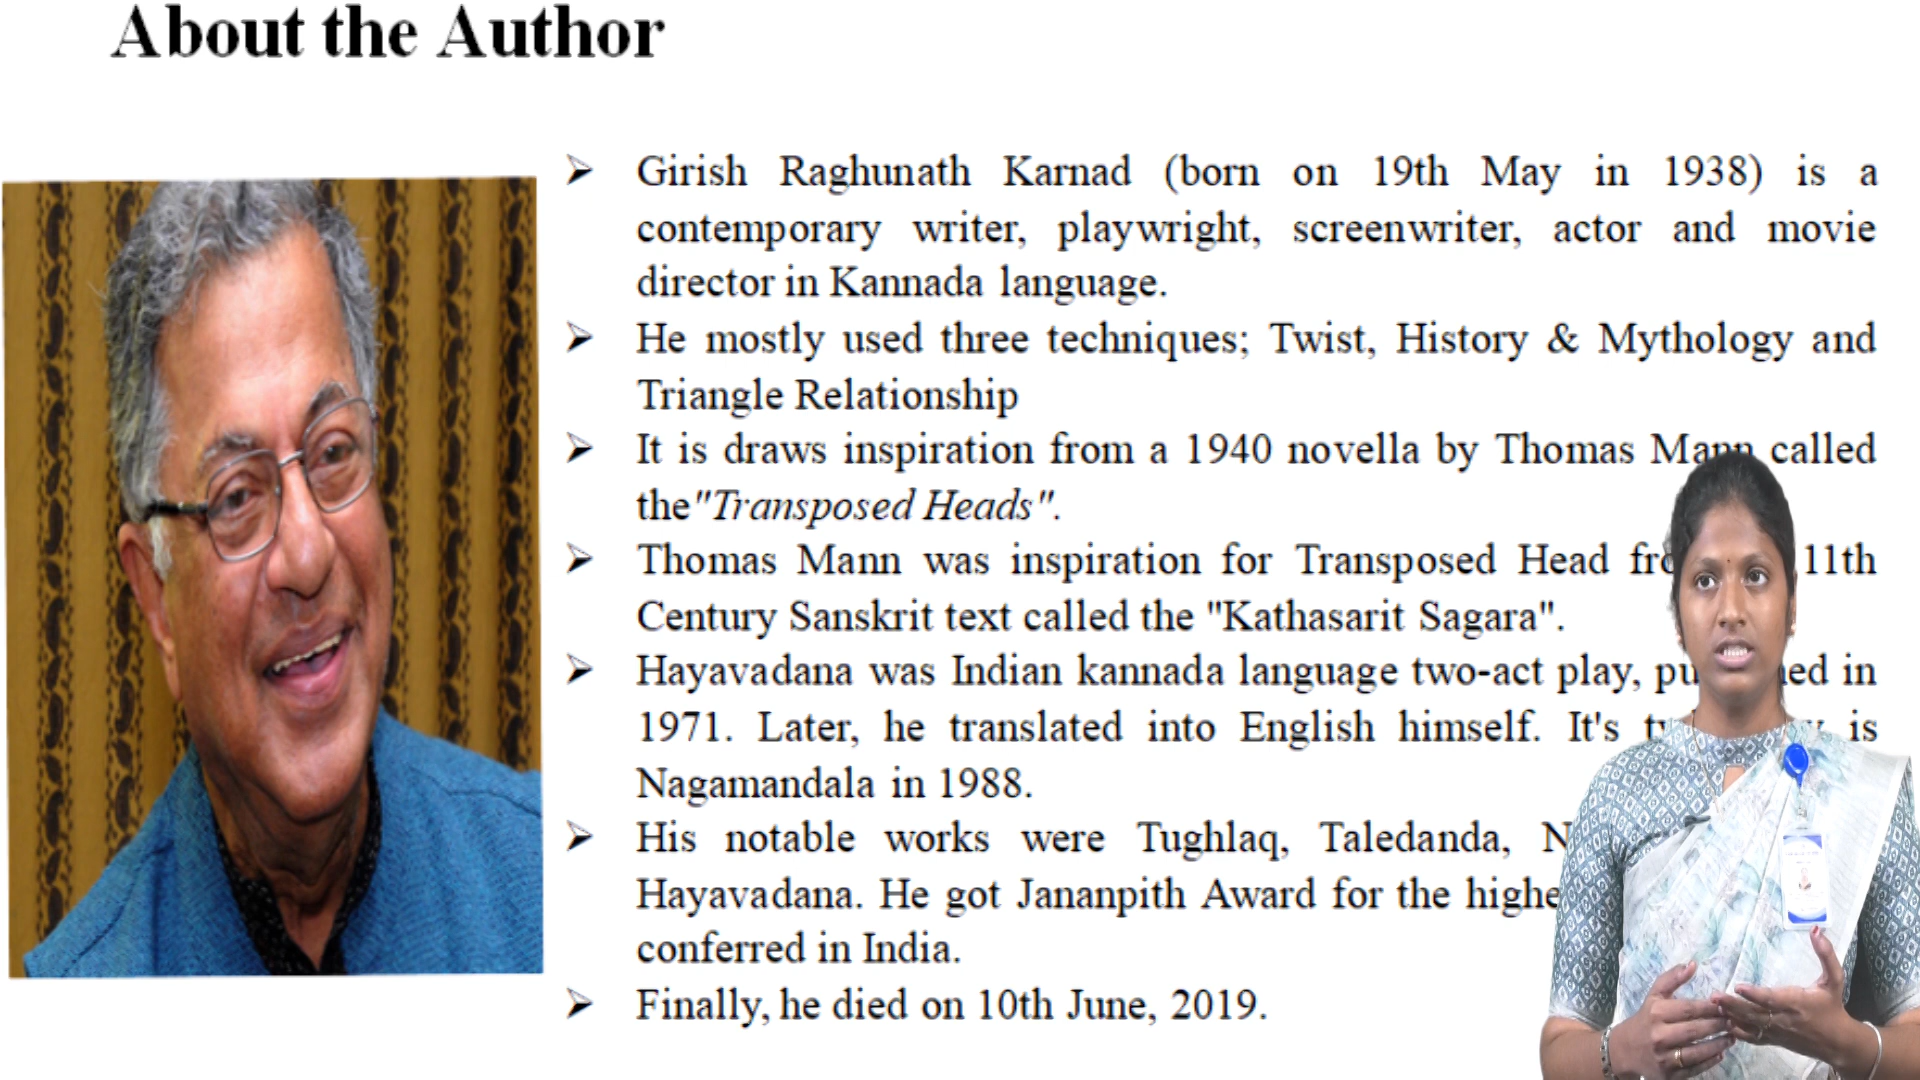 About the Author
➢ Girish Raghunath Karnad (born on 19th May in 1938) is a
contemporary writer, playwright, screenwriter, actor and movie
director in Kannada language.
➢ He mostly used three techniques; Twist, History & Mythology and
Triangle Relationship
➢ It is draws inspiration from a 1940 novella by Thomas Mann called
the"Transposed Heads".
➢ Thomas Mann was inspiration for Transposed Head 11th
Century Sanskrit text called the "Kathasarit Sagara".
➢ Hayavadana was Indian kannada language two-act play, in
1971. Later, he translated into English himself. It's is
Nagamandala in 1988.
➢ His notable works were Tughlaq, Taledanda,
Hayavadana. He got Jananpith Award for the
conferred in India.
➢ Finally, he died on 10th June, 2019.